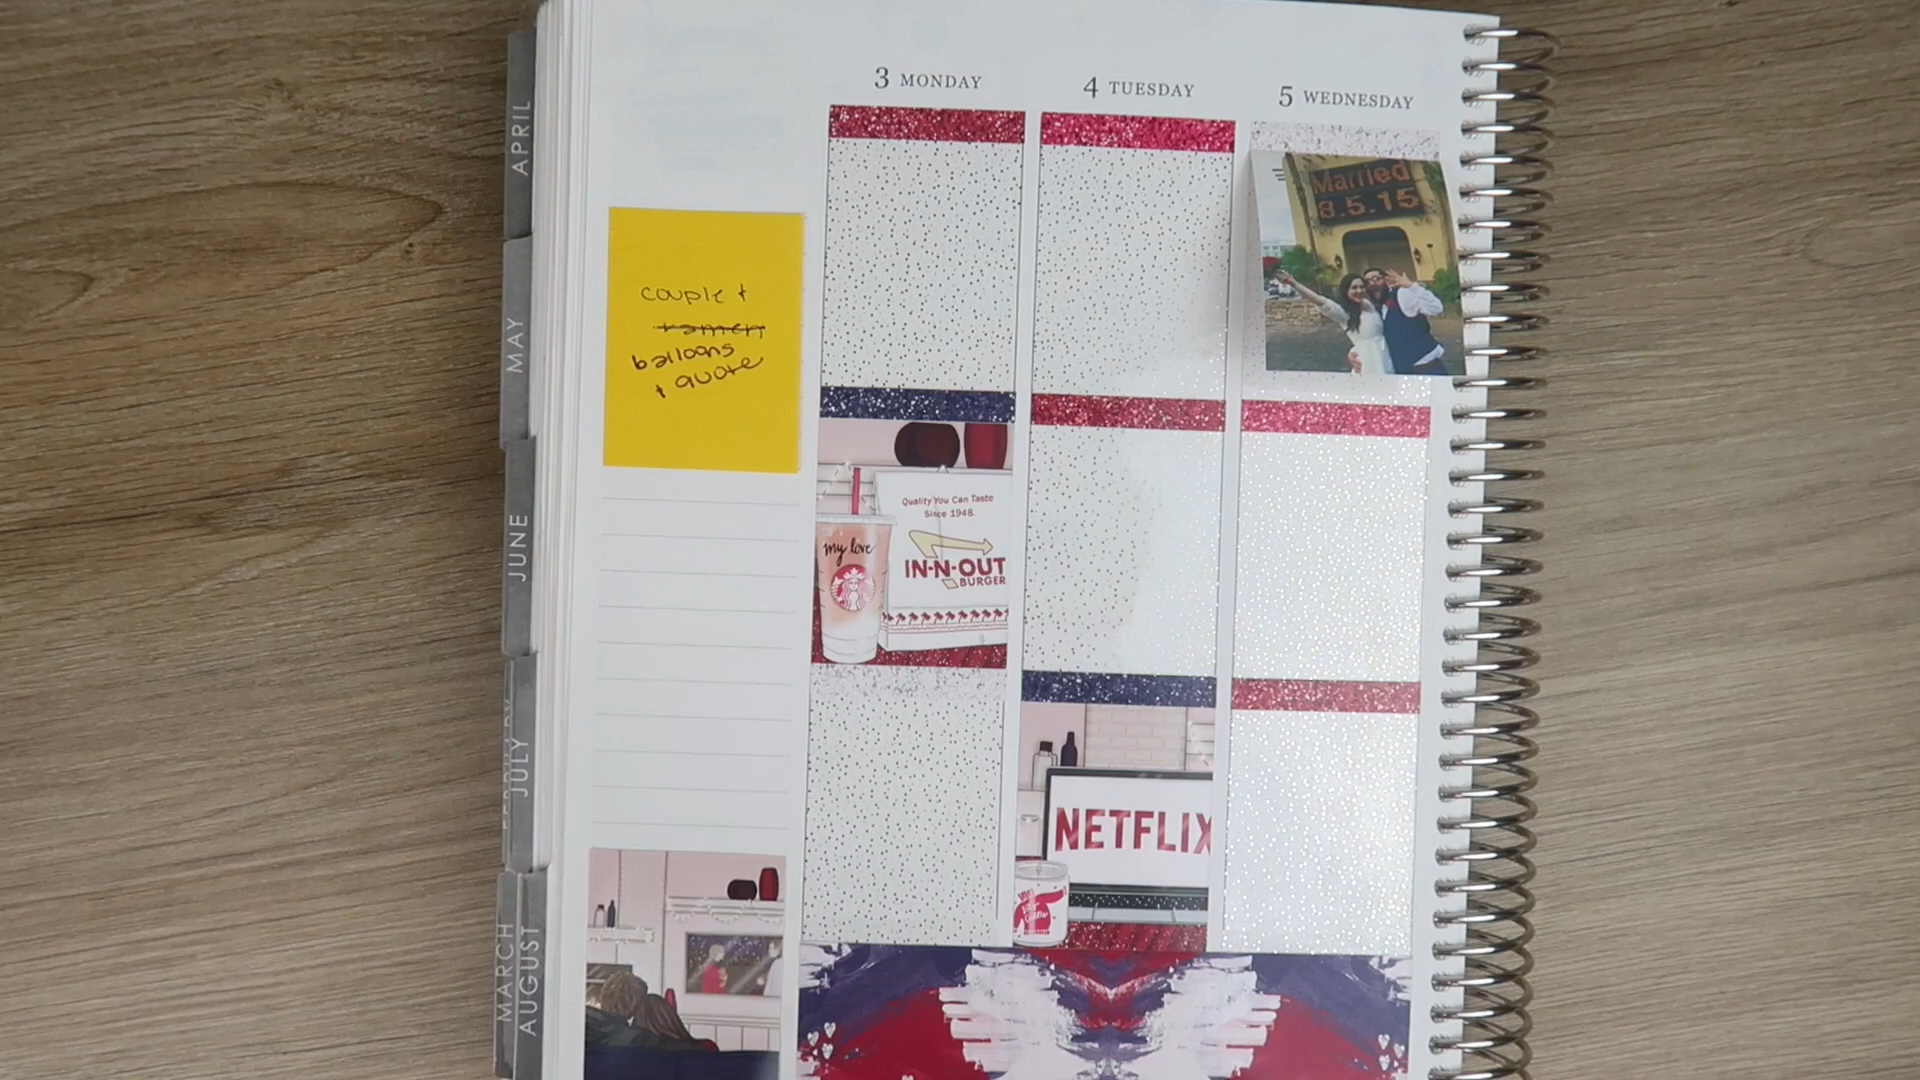 3 MONDAY
4 TUESDAY
5 WEDNESDAY
APRIL
MAY
JUNE
JULY
MARCH
AUGUST
couple +
ramen
balloons
+ quote
Married
8.5.15
Quality You Can Taste
Since 1948.
my love
IN-N-OUT
BURGER
NETFLIX